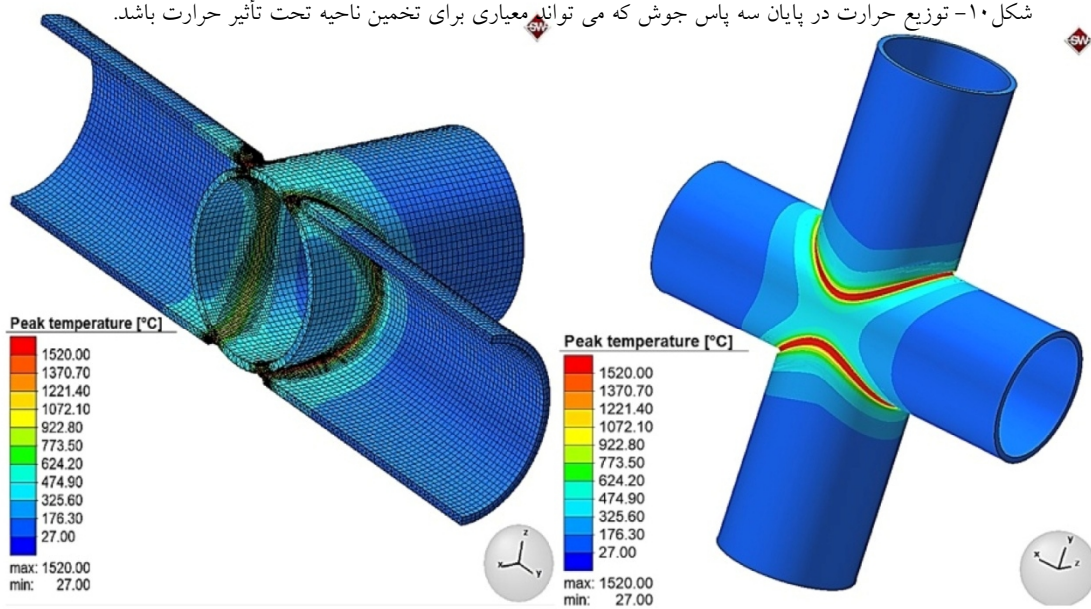 شکل۱۰- توزیع حرارت در پایان سه پاس جوش که می تواند معیاری برای تخمین ناحیه تحت تأثیر حرارت باشد.
SW
SW
Peak temperature [°C]
1520.00
1370.70
1221.40
1072.10
922.80
773.50
624.20
474.90
325.60
176.30
27.00
max: 1520.00
min: 27.00
z
x
y
Peak temperature [°C]
1520.00
1370.70
1221.40
1072.10
922.80
773.50
624.20
474.90
325.60
176.30
27.00
max: 1520.00
min: 27.00
y
x
z